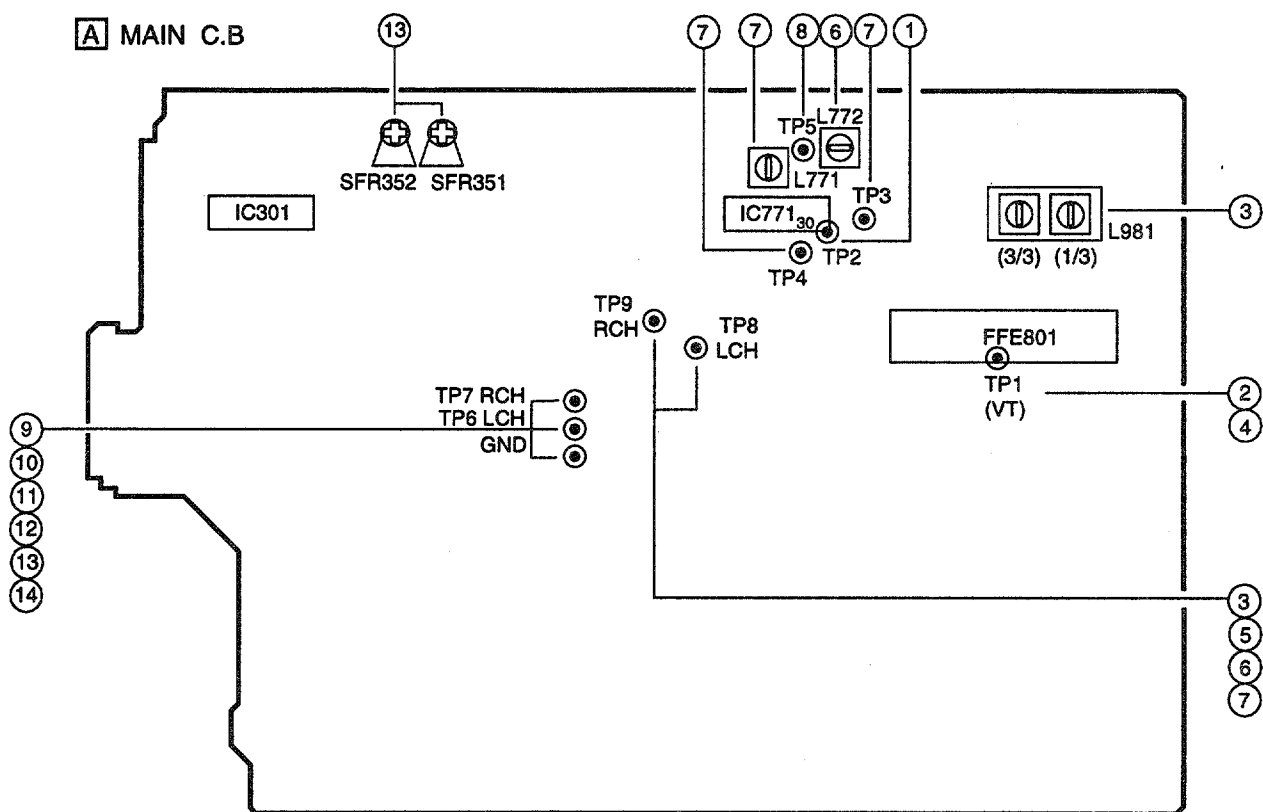 A MAIN C.B
13
7 7 8 6 7 1
TP5 L772
SFR352 SFR351
L771
IC301
IC771 30
TP3
TP2
TP4
3
L981
(3/3) (1/3)
TP9
RCH
TP8
LCH
FFE801
TP1
(VT)
2
4
TP7 RCH
TP6 LCH
GND
9
10
11
12
13
14
3
5
6
7